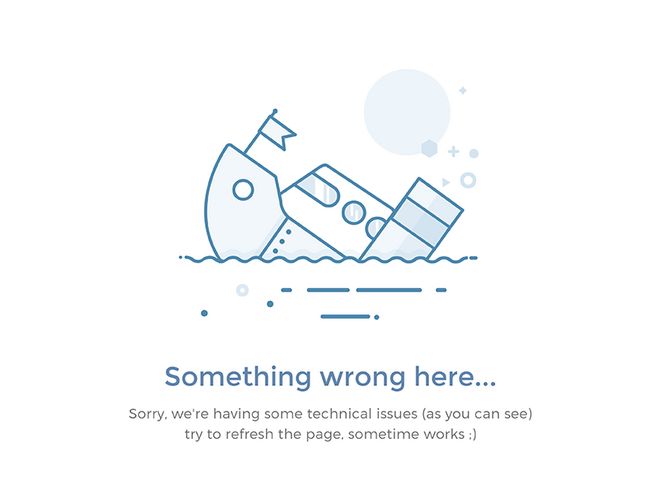 Something wrong here...
Sorry, we're having some technical issues (as you can see)
try to refresh the page, sometime works ;)